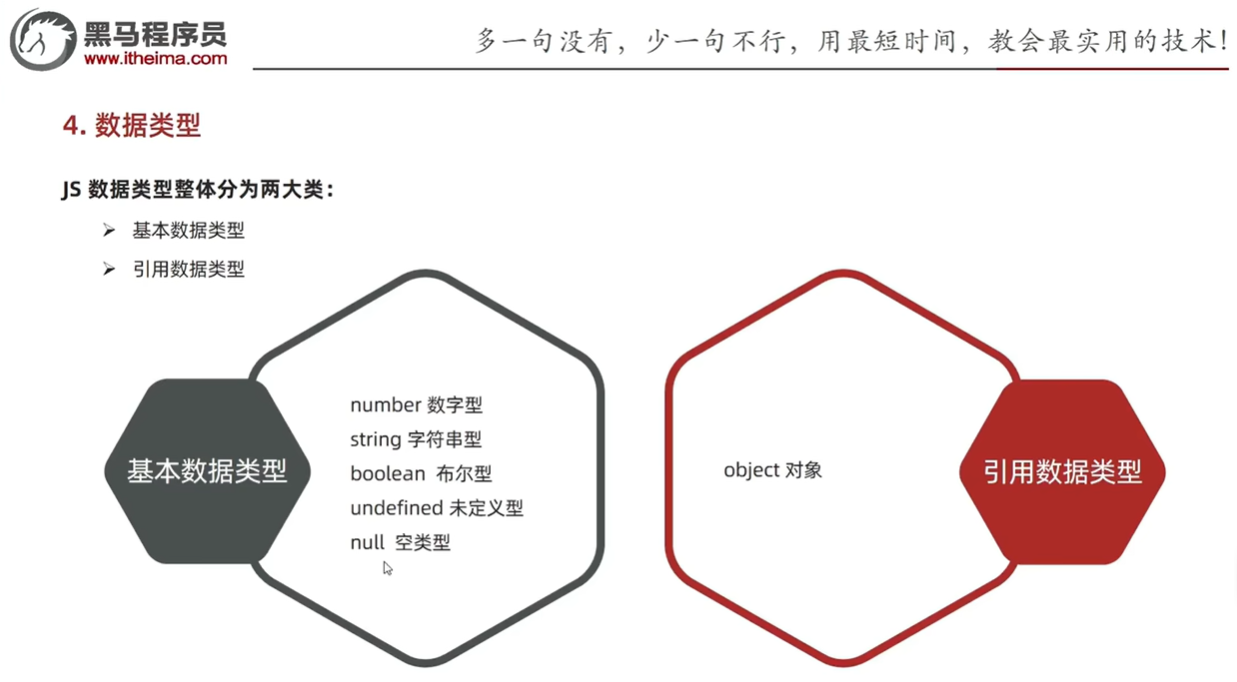 黑马程序员
www.itheima.com
多一句没有，少一句不行，用最短时间，教会最实用的技术！
4. 数据类型
JS 数据类型整体分为两大类：
基本数据类型
引用数据类型
基本数据类型
number 数字型
string 字符串型
boolean 布尔型
undefined 未定义型
null 空类型
object 对象
引用数据类型